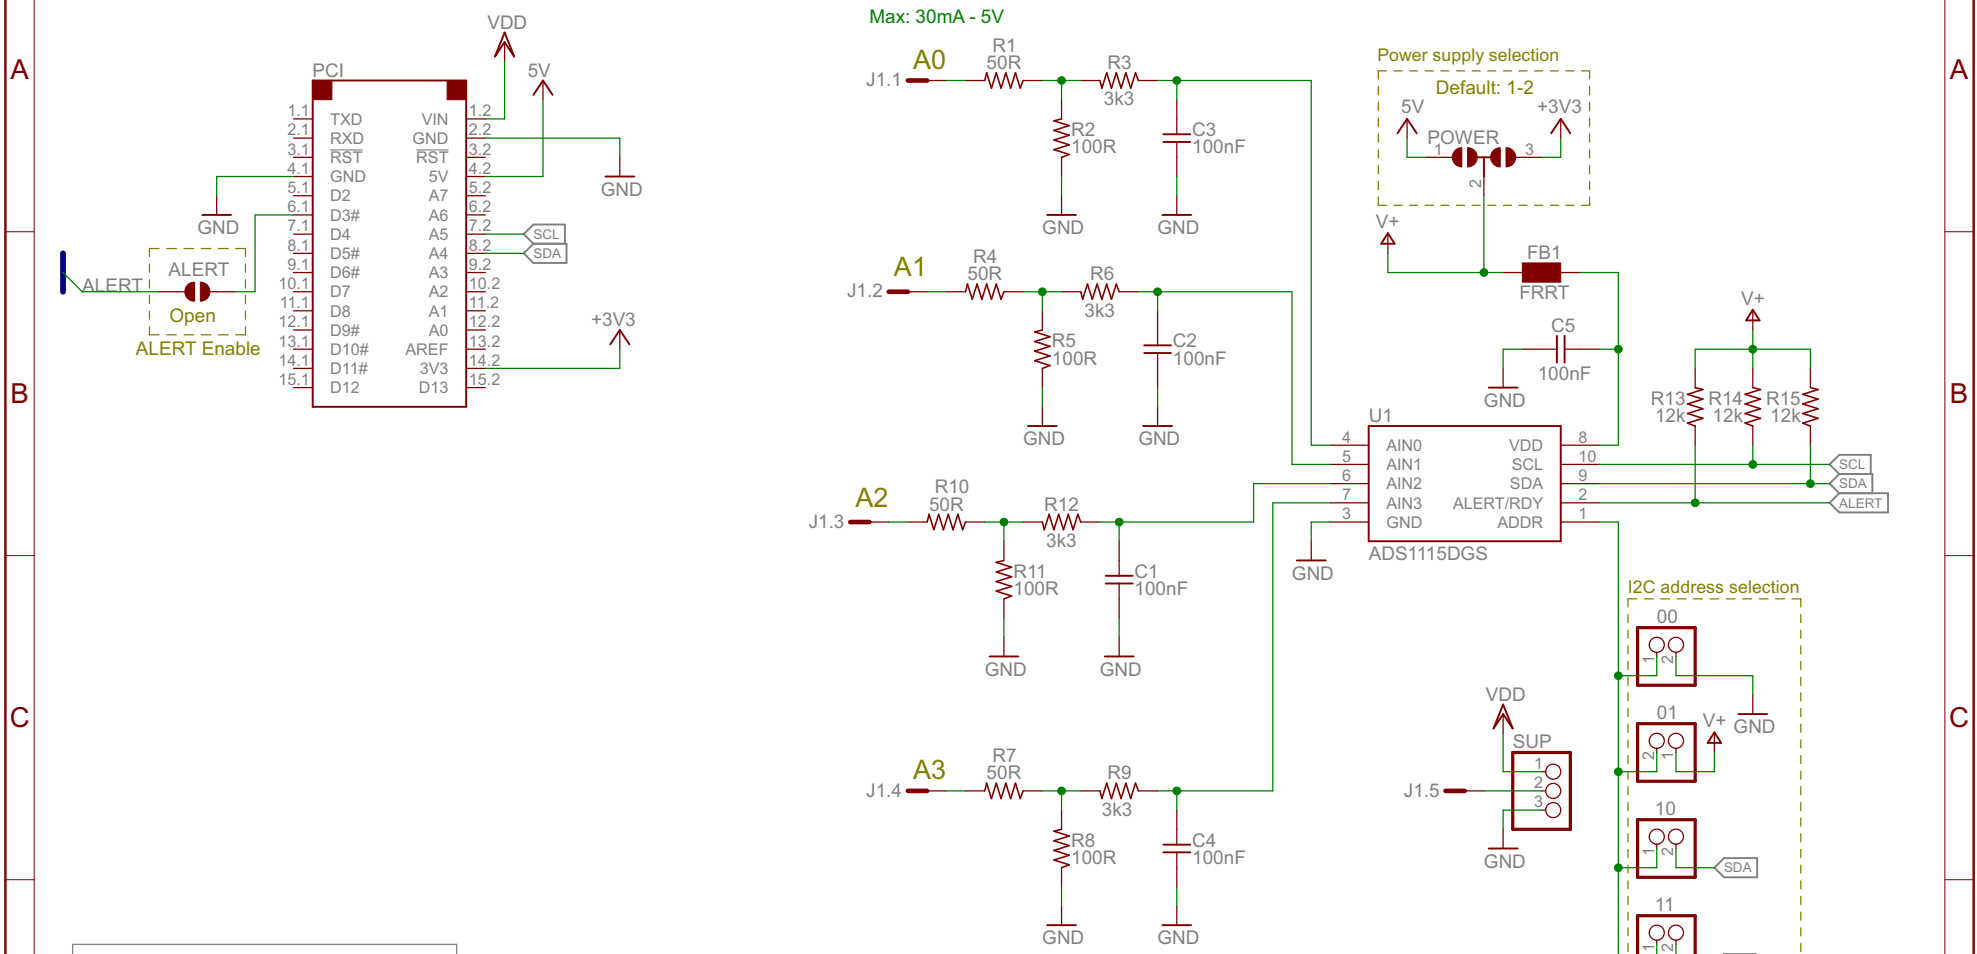 Max: 30mA - 5V
A
A
VDD
5V
PCI
1.1 TXD VIN 1.2
2.1 RXD GND 2.2
3.1 RST RST 3.2
4.1 GND 5V 4.2
5.1 D2 A7 5.2
6.1 D3# A6 6.2
7.1 D4 A5 7.2 SCL
8.1 D5# A4 8.2 SDA
9.1 D6# A3 9.2
10.1 D7 A2 10.2
11.1 D8 A1 11.2
12.1 D9# A0 12.2
13.1 D10# AREF 13.2
14.1 D11# 3V3 14.2
15.1 D12 D13 15.2
GND
GND
+3V3
ALERT
ALERT
Open
ALERT Enable
B
B
A0
J1.1
R1
50R
R3
3k3
R2
100R
C3
100nF
GND
GND
A1
J1.2
R4
50R
R6
3k3
R5
100R
C2
100nF
GND
GND
A2
J1.3
R10
50R
R12
3k3
R11
100R
C1
100nF
GND
GND
A3
J1.4
R7
50R
R9
3k3
R8
100R
C4
100nF
GND
GND
Power supply selection
Default: 1-2
5V
+3V3
POWER
1
3
2
V+
FB1
FRRT
C5
100nF
GND
V+
R13
12k
R14
12k
R15
12k
U1
4 AIN0 VDD 8
5 AIN1 SCL 10 SCL
6 AIN2 SDA 9 SDA
7 AIN3 ALERT/RDY 2 ALERT
3 GND ADDR 1
ADS1115DGS
GND
I2C address selection
00
1 2
GND
01
2 1
V+
10
1 2
SDA
11
1 2
VDD
SUP
1
J1.5 2
3
GND
C
C